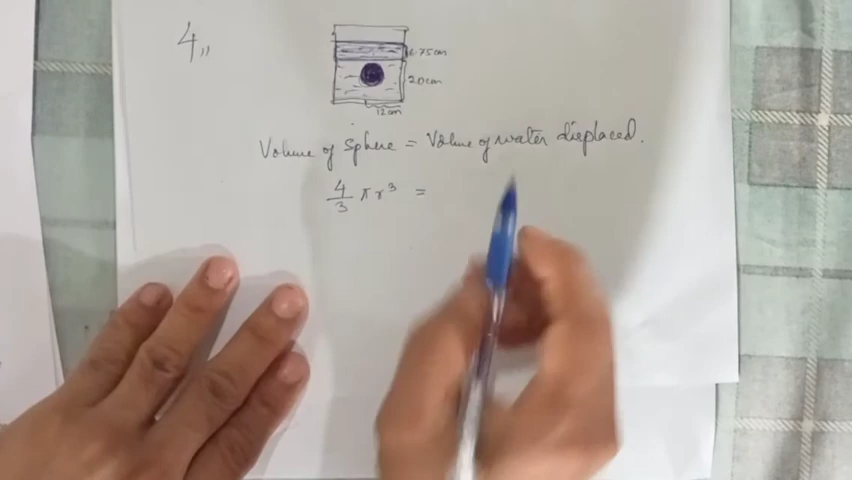 4,,
6.75cm
20cm
12cm
Volume of Sphere = Volume of water displaced.
4/3 π r³ =